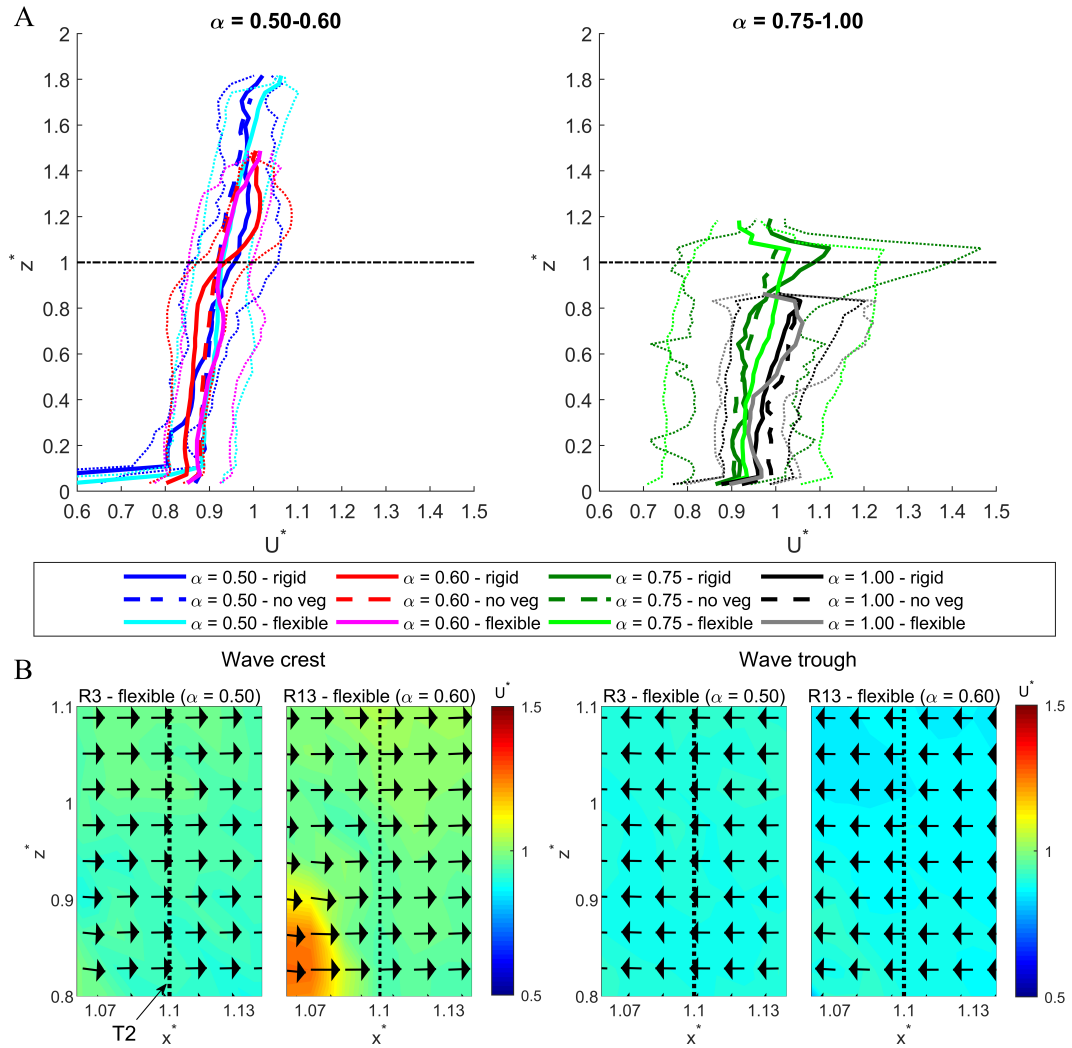 A
α = 0.50-0.60
α = 0.75-1.00
2
1.8
1.6
1.4
1.2
1
0.8
0.6
0.4
0.2
0
z*
0.6 0.7 0.8 0.9 1 1.1 1.2 1.3 1.4 1.5
U*
2
1.8
1.6
1.4
1.2
1
0.8
0.6
0.4
0.2
0
z*
0.6 0.7 0.8 0.9 1 1.1 1.2 1.3 1.4 1.5
U*
α = 0.50 - rigid α = 0.60 - rigid α = 0.75 - rigid α = 1.00 - rigid
α = 0.50 - no veg α = 0.60 - no veg α = 0.75 - no veg α = 1.00 - no veg
α = 0.50 - flexible α = 0.60 - flexible α = 0.75 - flexible α = 1.00 - flexible
B
Wave crest
Wave trough
R3 - flexible (α = 0.50) R13 - flexible (α = 0.60) U*
R3 - flexible (α = 0.50) R13 - flexible (α = 0.60) U*
1.1
1
0.9
0.8
z*
1.07 1.1 1.13
x*
T2
1.07 1.1 1.13
x*
1.5
1
0.5
1.1
1
0.9
0.8
z*
1.07 1.1 1.13
x*
1.07 1.1 1.13
x*
1.5
1
0.5